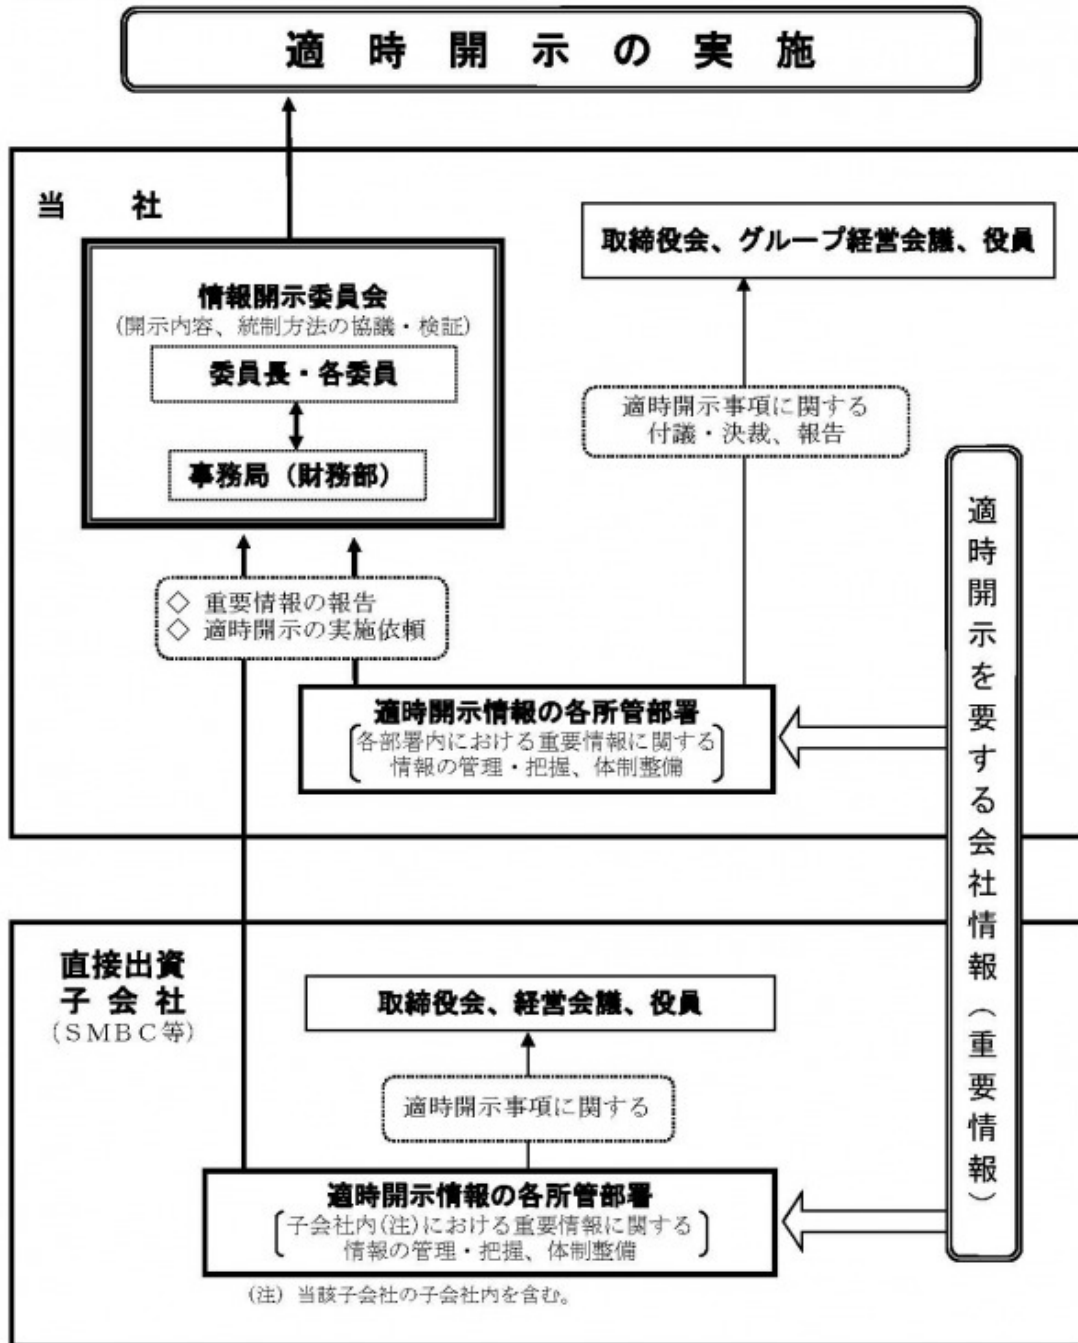 適時開示の実施
当　社
取締役会、グループ経営会議、役員
情報開示委員会
(開示内容、統制方法の協議・検証)
委員長・各委員
事務局（財務部）
適時開示事項に関する
付議・決裁、報告
◇ 重要情報の報告
◇ 適時開示の実施依頼
適時開示情報の各所管部署
各部署内における重要情報に関する
情報の管理・把握、体制整備
適時開示を要する会社情報（重要情報）
直接出資
子会社
(ＳＭＢＣ等)
取締役会、経営会議、役員
適時開示事項に関する
適時開示情報の各所管部署
子会社内(注)における重要情報に関する
情報の管理・把握、体制整備
(注) 当該子会社の子会社内を含む。